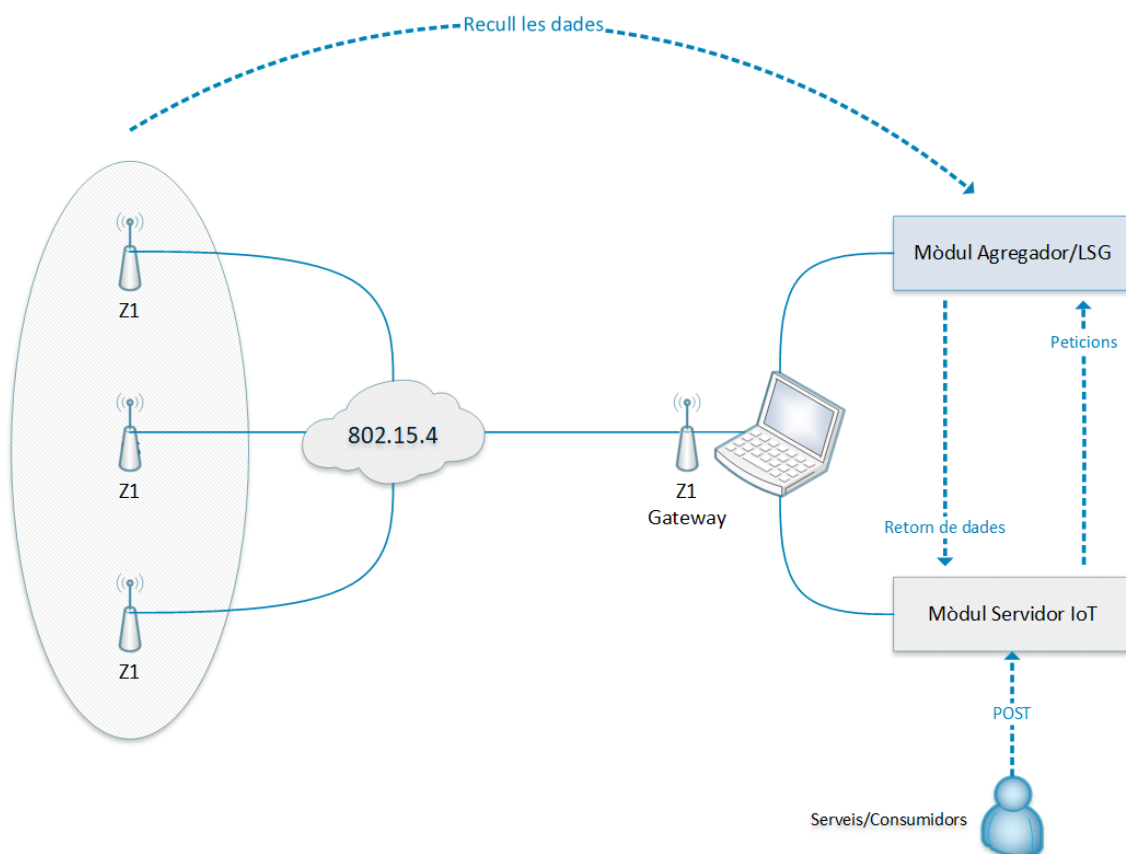 Recull les dades
Mòdul Agregador/LSG
Z1
Peticions
802.15.4
Z1
Z1
Gateway
Retorn de dades
Mòdul Servidor IoT
Z1
POST
Serveis/Consumidors